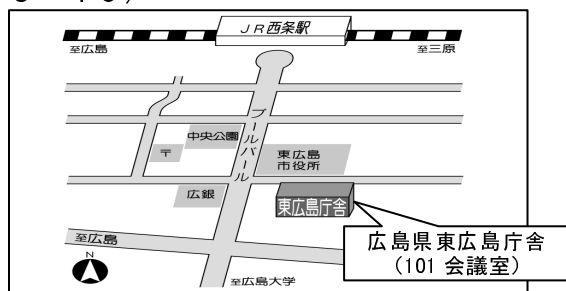 JR西条駅
至広島
至三原
ブールバール
中央公園
〒
東広島
市役所
広銀
東広島庁舎
至広島
広島県東広島庁舎
（101 会議室）
N
至広島大学